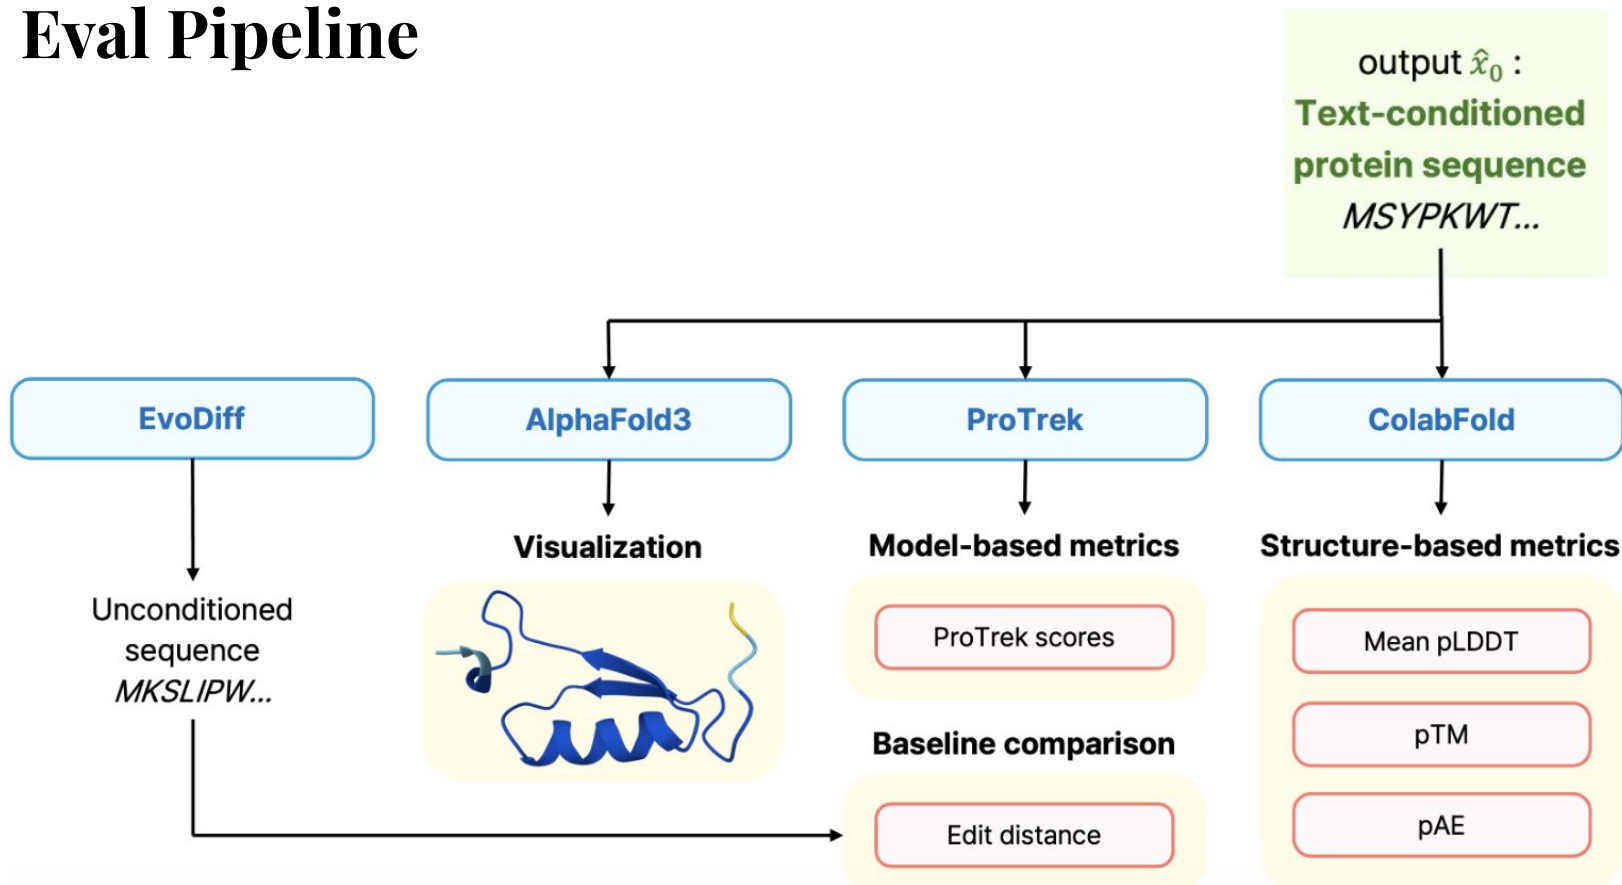 Eval Pipeline
output x̂₀ :
Text-conditioned
protein sequence
MSYPKWT...
EvoDiff
AlphaFold3
ProTrek
ColabFold
Unconditioned
sequence
MKSLIPW...
Visualization
Model-based metrics
ProTrek scores
Baseline comparison
Edit distance
Structure-based metrics
Mean pLDDT
pTM
pAE